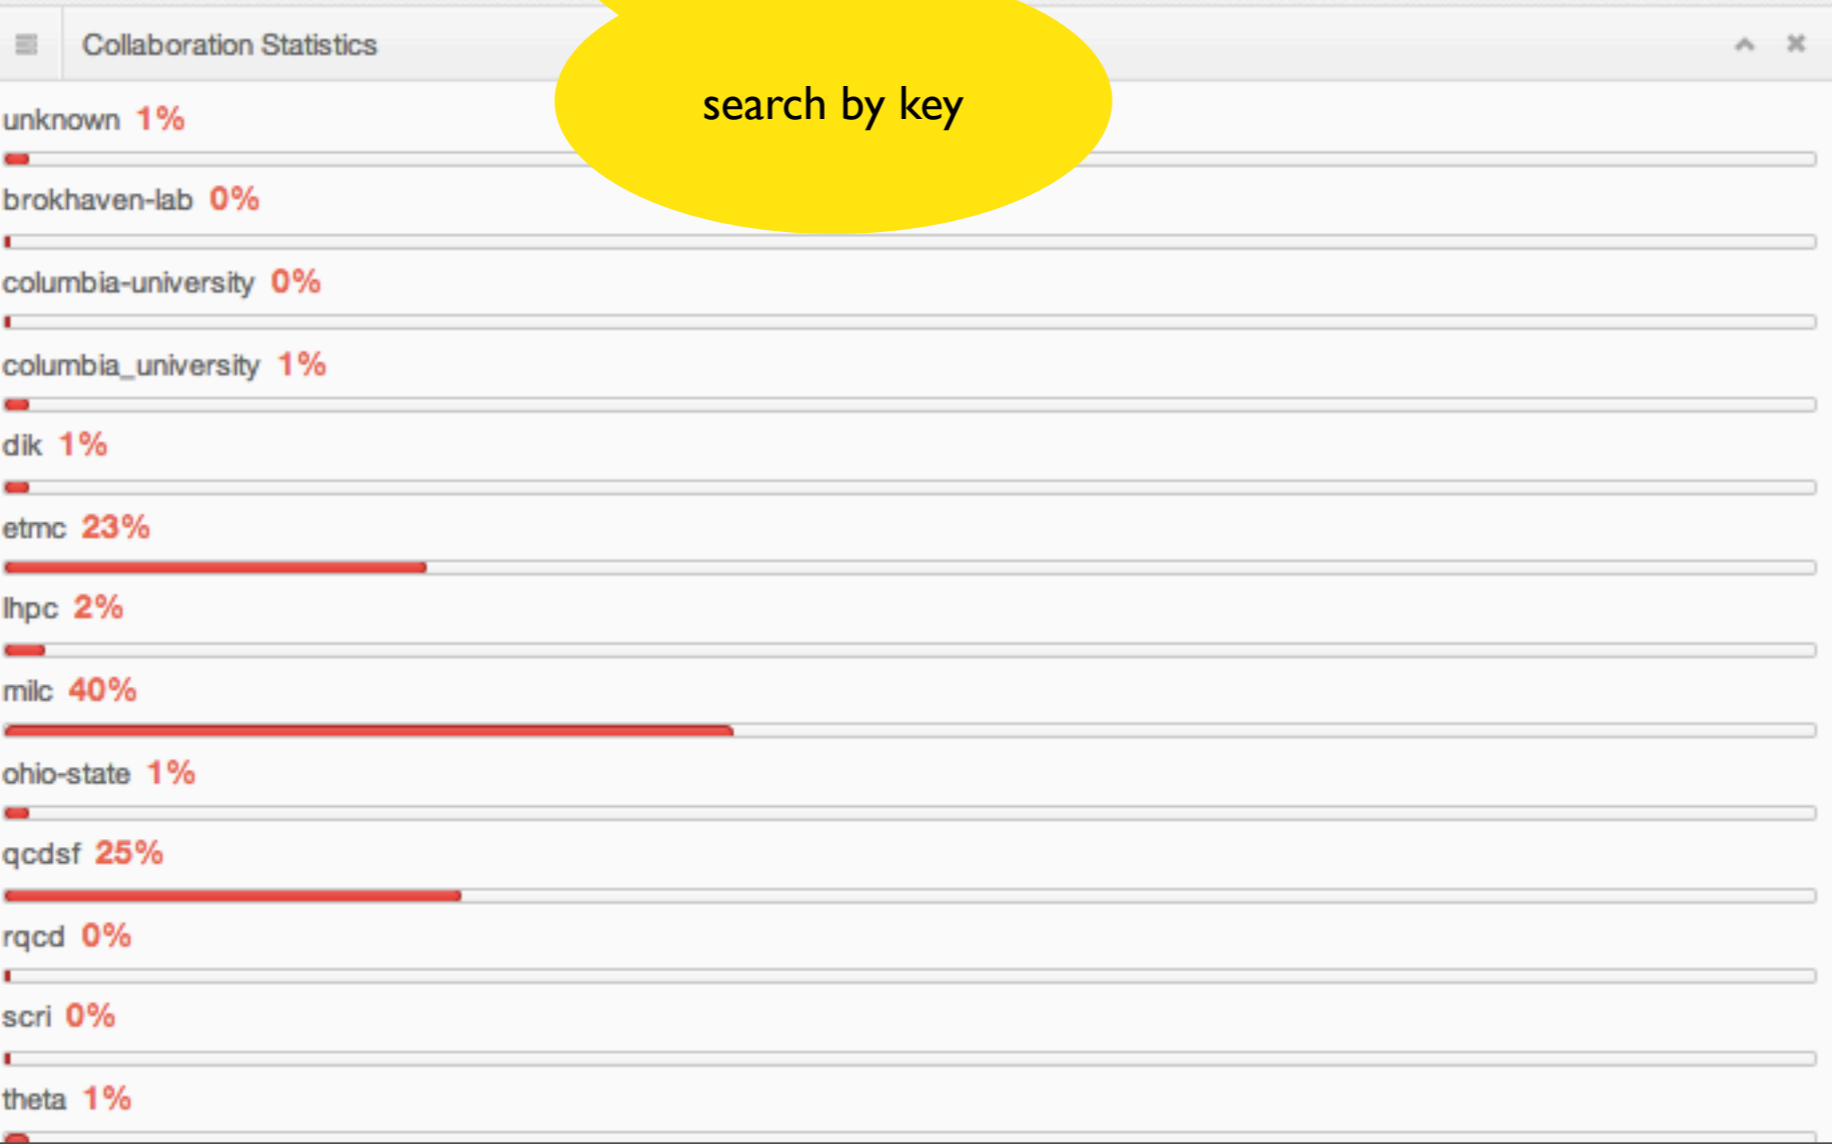 Collaboration Statistics
search by key
unknown 1%
brokhaven-lab 0%
columbia-university 0%
columbia_university 1%
dik 1%
etmc 23%
lhpc 2%
milc 40%
ohio-state 1%
qcdsf 25%
rqcd 0%
scri 0%
theta 1%